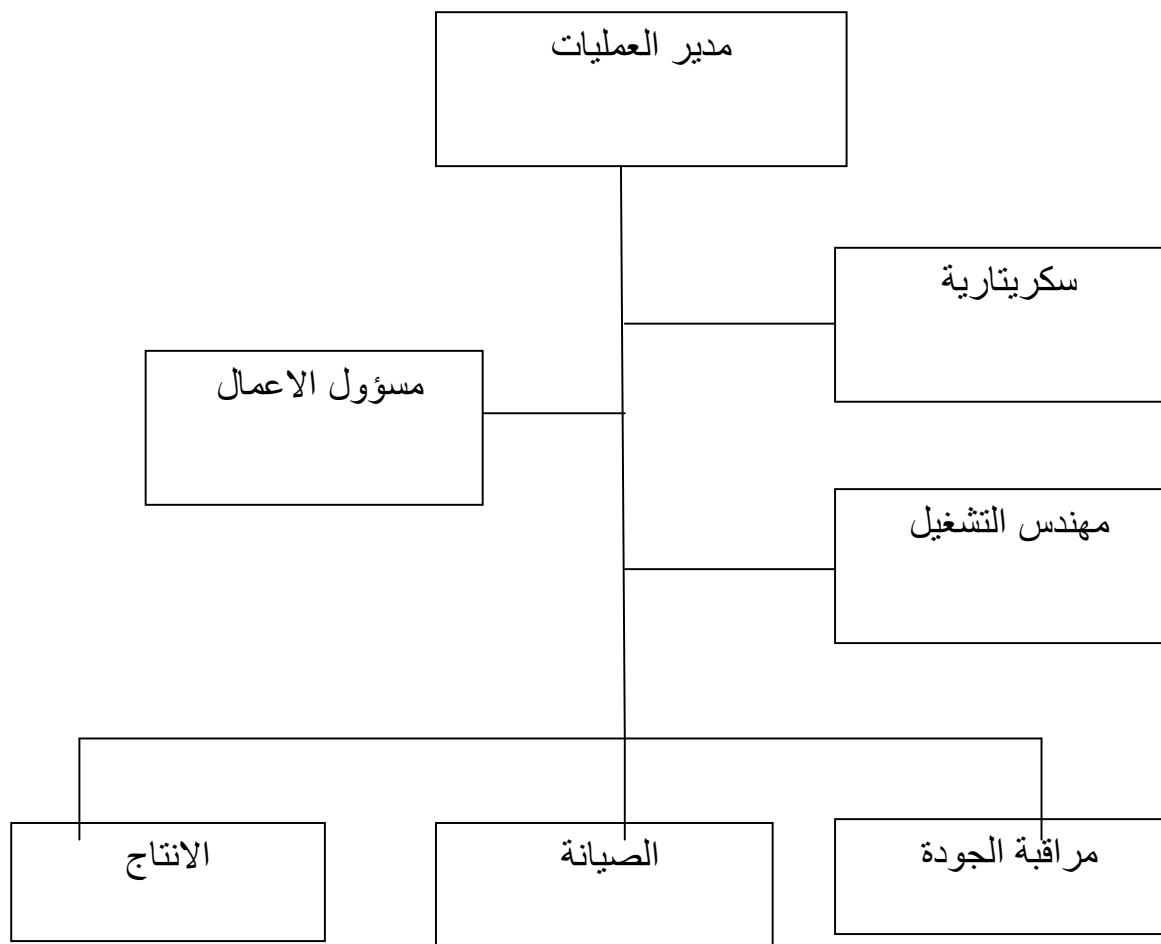 مدير العمليات
سكريتارية
مسؤول الاعمال
مهندس التشغيل
مراقبة الجودة
الصيانة
الانتاج